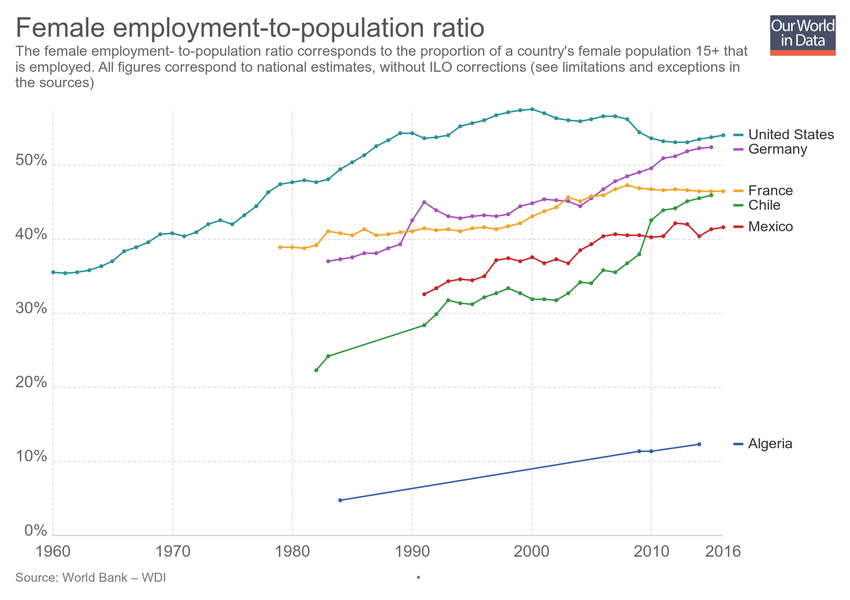 Female employment-to-population ratio
Our World
in Data
The female employment- to-population ratio corresponds to the proportion of a country's female population 15+ that
is employed. All figures correspond to national estimates, without ILO corrections (see limitations and exceptions in
the sources)
50%
40%
30%
20%
10%
0%
United States
Germany
France
Chile
Mexico
Algeria
1960 1970 1980 1990 2000 2010 2016
Source: World Bank – WDI